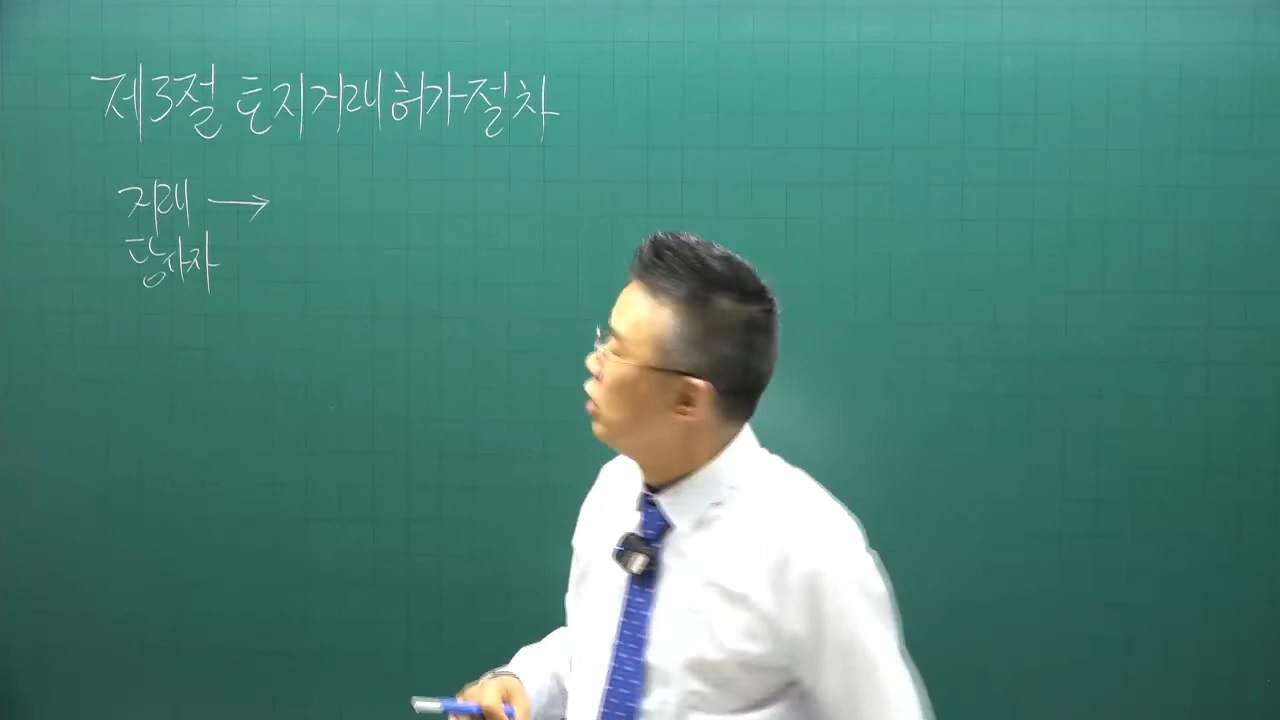 제3절 토지거래허가절차
거래 →
당사자